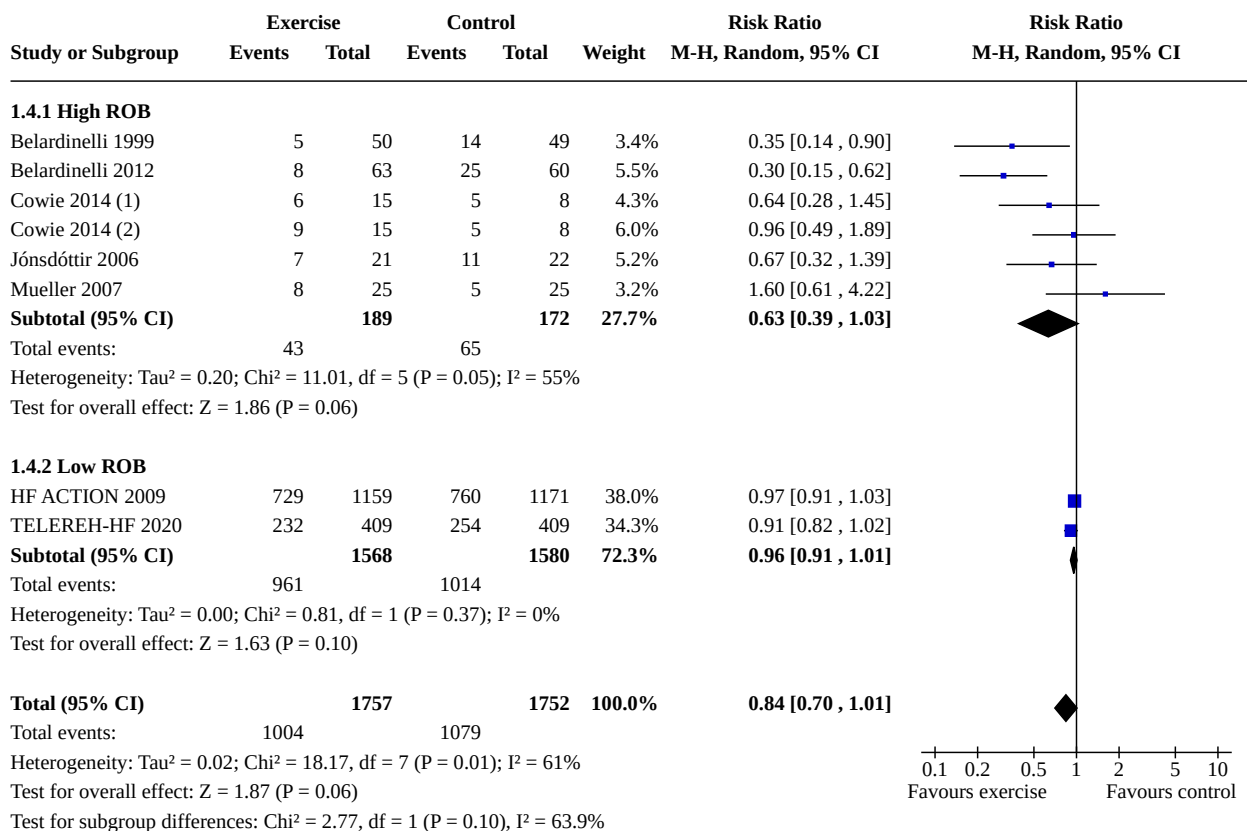 Exercise Control Risk Ratio Risk Ratio
Study or Subgroup Events Total Events Total Weight M-H, Random, 95% CI M-H, Random, 95% CI
1.4.1 High ROB
Belardinelli 1999 5 50 14 49 3.4% 0.35 [0.14 , 0.90]
Belardinelli 2012 8 63 25 60 5.5% 0.30 [0.15 , 0.62]
Cowie 2014 (1) 6 15 5 8 4.3% 0.64 [0.28 , 1.45]
Cowie 2014 (2) 9 15 5 8 6.0% 0.96 [0.49 , 1.89]
Jónsdóttir 2006 7 21 11 22 5.2% 0.67 [0.32 , 1.39]
Mueller 2007 8 25 5 25 3.2% 1.60 [0.61 , 4.22]
Subtotal (95% CI) 189 172 27.7% 0.63 [0.39 , 1.03]
Total events: 43 65
Heterogeneity: Tau² = 0.20; Chi² = 11.01, df = 5 (P = 0.05); I² = 55%
Test for overall effect: Z = 1.86 (P = 0.06)
1.4.2 Low ROB
HF ACTION 2009 729 1159 760 1171 38.0% 0.97 [0.91 , 1.03]
TELEREH-HF 2020 232 409 254 409 34.3% 0.91 [0.82 , 1.02]
Subtotal (95% CI) 1568 1580 72.3% 0.96 [0.91 , 1.01]
Total events: 961 1014
Heterogeneity: Tau² = 0.00; Chi² = 0.81, df = 1 (P = 0.37); I² = 0%
Test for overall effect: Z = 1.63 (P = 0.10)
Total (95% CI) 1757 1752 100.0% 0.84 [0.70 , 1.01]
Total events: 1004 1079
Heterogeneity: Tau² = 0.02; Chi² = 18.17, df = 7 (P = 0.01); I² = 61%
Test for overall effect: Z = 1.87 (P = 0.06)
Test for subgroup differences: Chi² = 2.77, df = 1 (P = 0.10), I² = 63.9%
0.1 0.2 0.5 1 2 5 10
Favours exercise Favours control